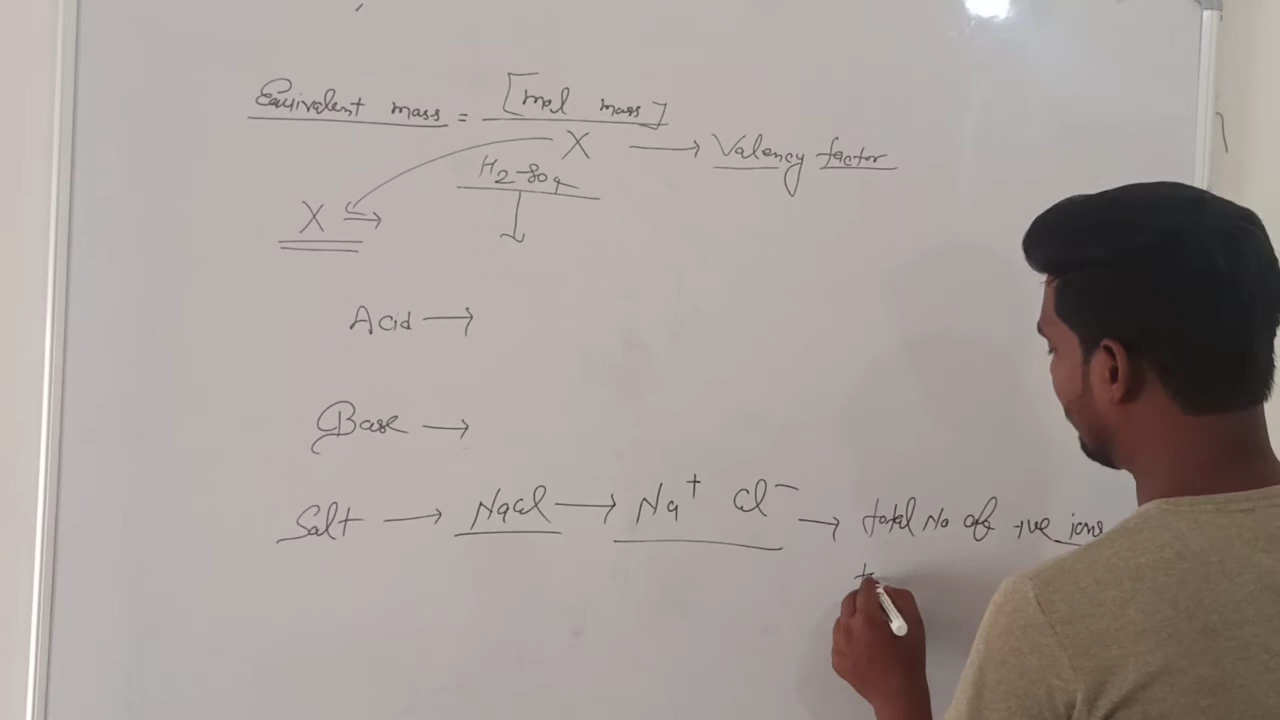 Equivalent mass = [mol mass]
X → Valency factor
H2SO4
X →
Acid →
Base →
Salt → NaCl → Na+ Cl- → total No of +ve ions